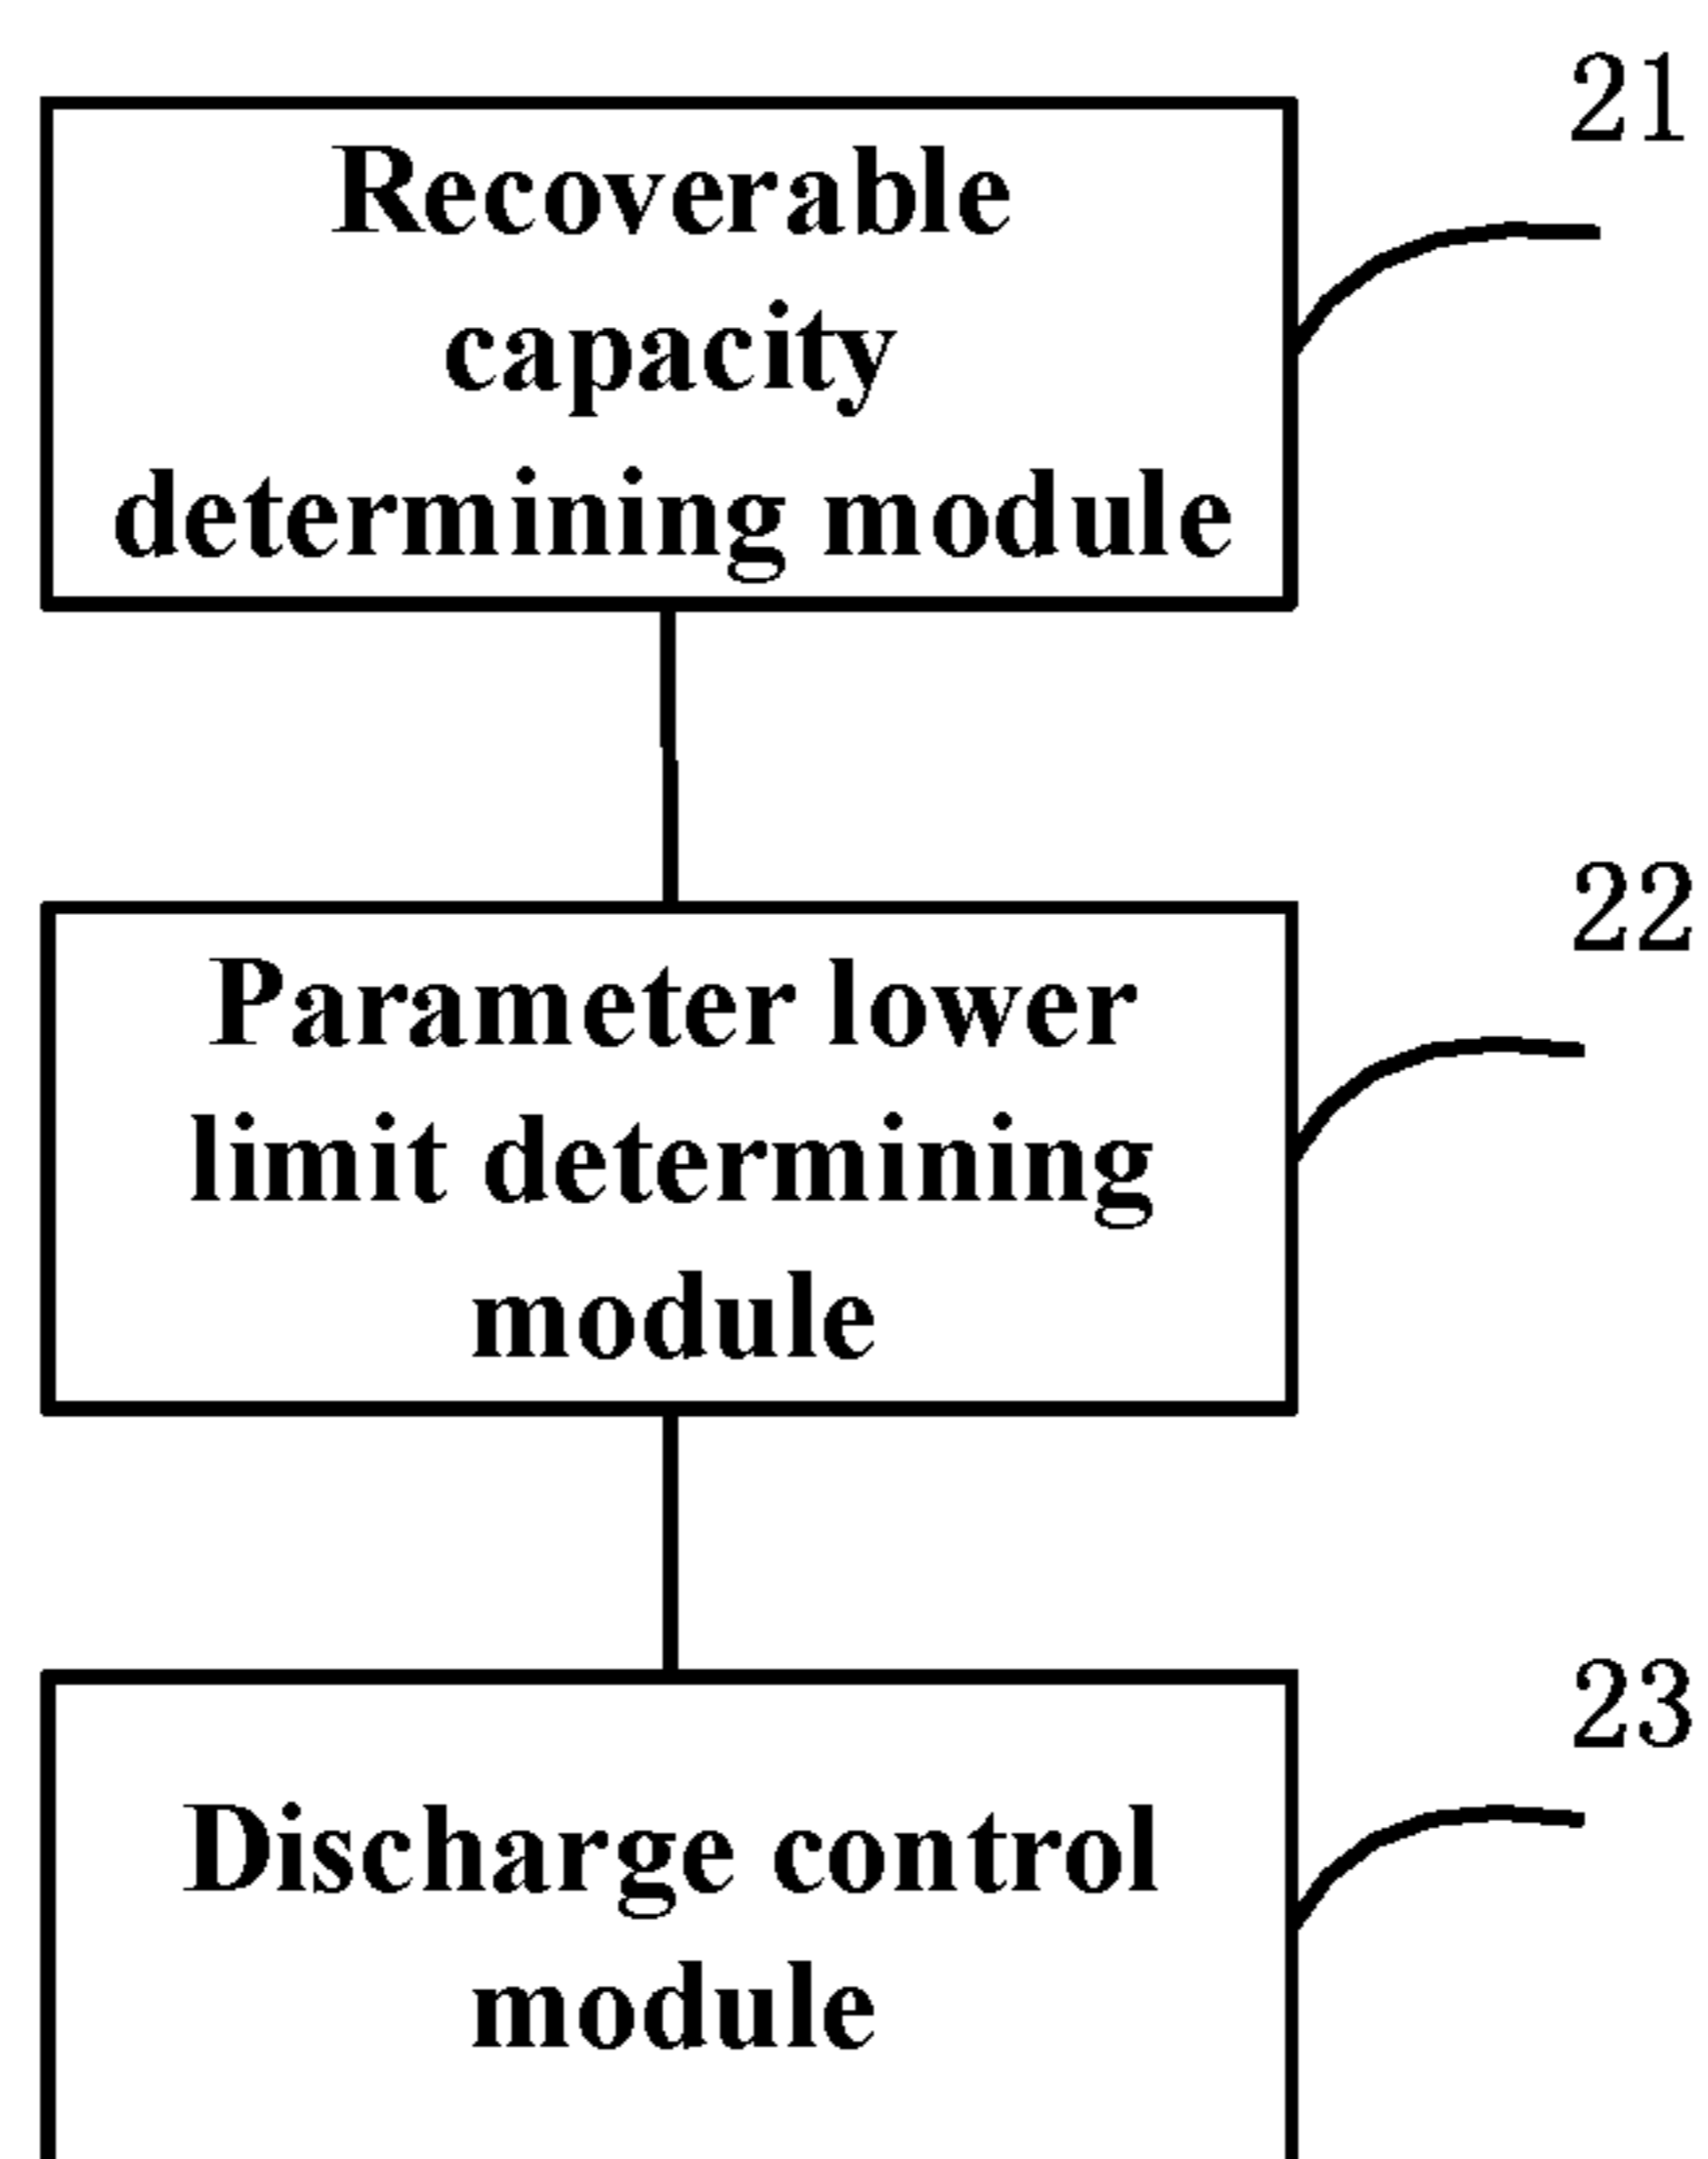 21
Recoverable
capacity
determining module
22
Parameter lower
limit determining
module
23
Discharge control
module